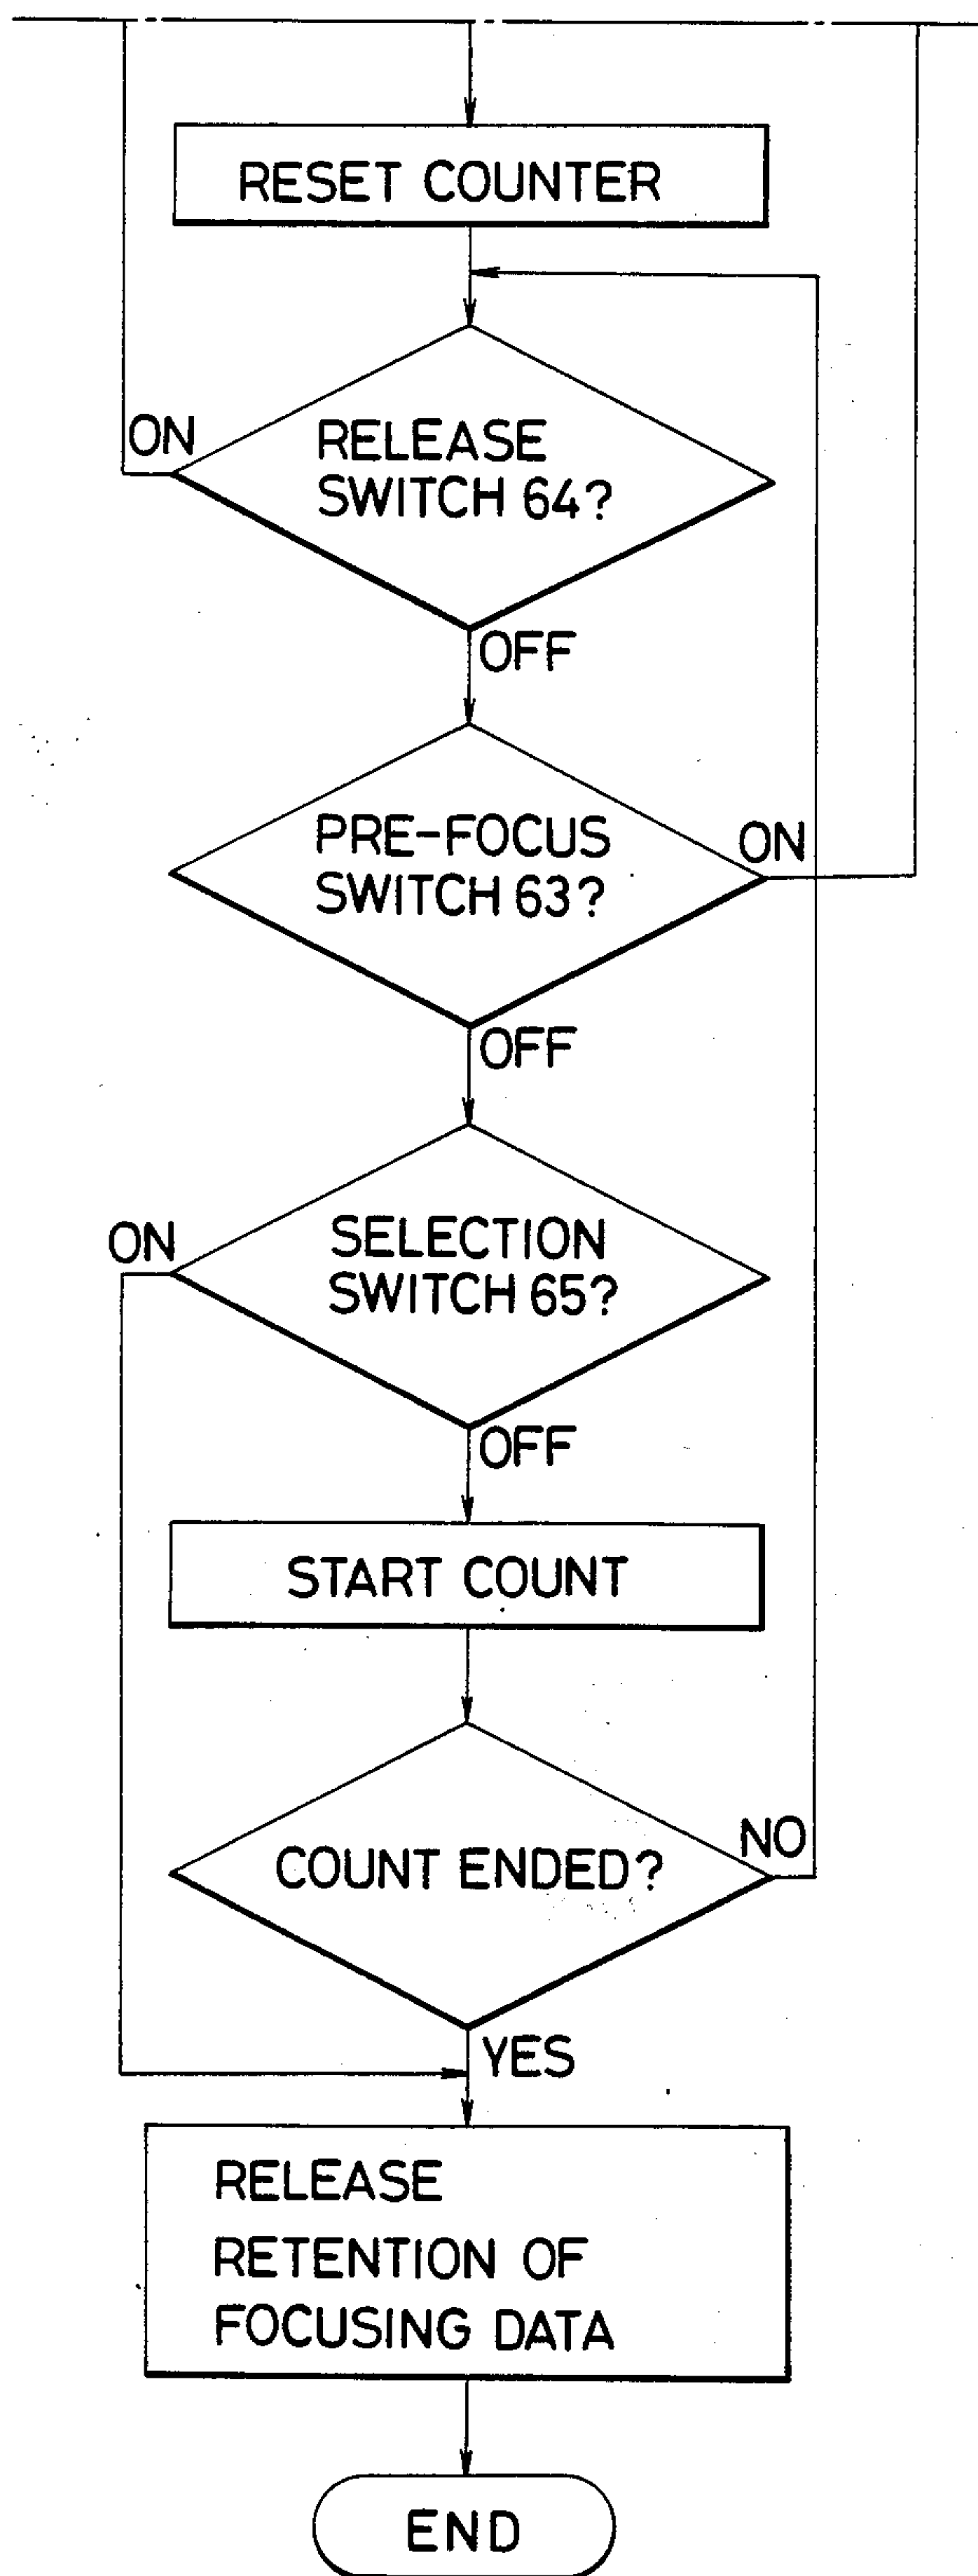 RESET COUNTER
ON
RELEASE
SWITCH 64?
OFF
PRE-FOCUS
SWITCH 63?
ON
OFF
ON
SELECTION
SWITCH 65?
OFF
START COUNT
COUNT ENDED?
NO
YES
RELEASE
RETENTION OF
FOCUSING DATA
END